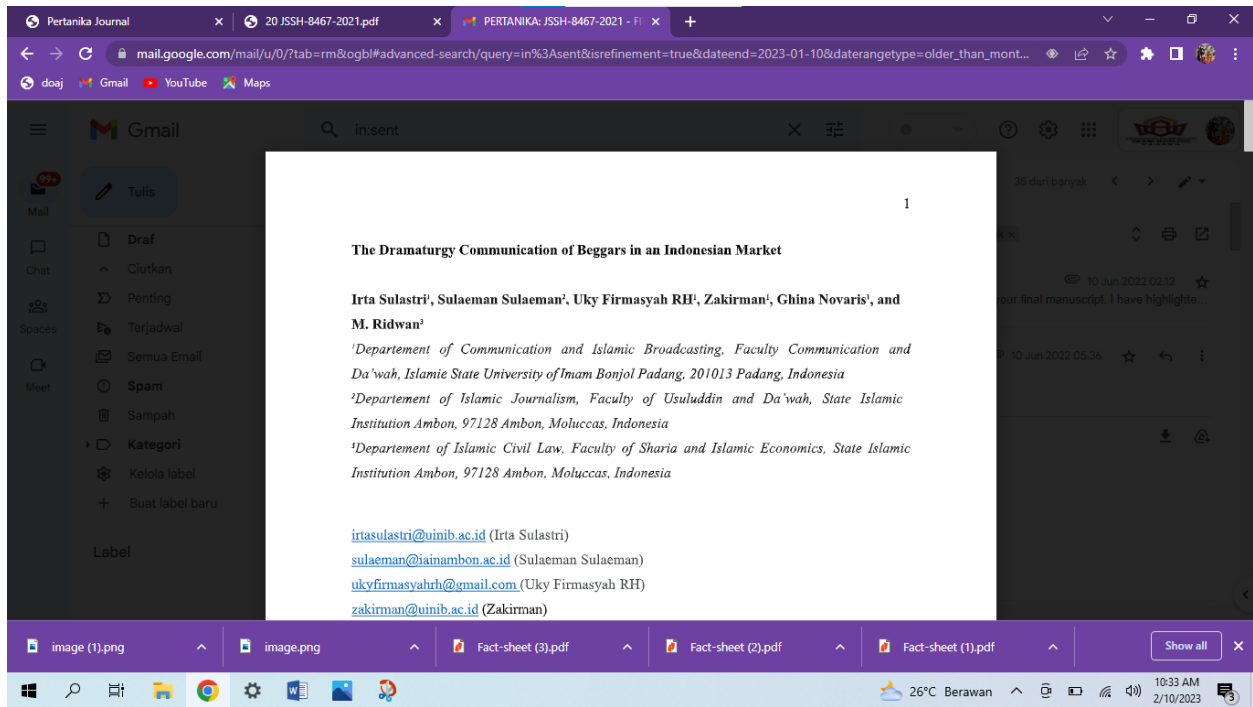 Pertanika Journal
20 JSSH-8467-2021.pdf
PERTANIKA: JSSH-8467-2021 - Fi
mail.google.com/mail/u/0/?tab=rm&ogbl#advanced-search/query=in%3Asent&isrefinement=true&dateend=2023-01-10&daterangetype=older_than_mont...
doaj Gmail YouTube Maps
Gmail
in:sent
99+
Mail
Tulis
35 dari banyak
Draf
Chat
Ciutkan
10 Jun 2022 02.12
Penting
your final manuscript. I have highlighte...
Spaces
Terjadwal
Semua Email
10 Jun 2022 05.36
Meet
Spam
Sampah
Kategori
Kelola label
Buat label baru
Label
1
The Dramaturgy Communication of Beggars in an Indonesian Market
Irta Sulastri¹, Sulaeman Sulaeman², Uky Firmasyah RH¹, Zakirman¹, Ghina Novaris¹, and
M. Ridwan³
¹Departement of Communication and Islamic Broadcasting, Faculty Communication and
Da'wah, Islamic State University of Imam Bonjol Padang, 201013 Padang, Indonesia
²Departement of Islamic Journalism, Faculty of Usuluddin and Da'wah, State Islamic
Institution Ambon, 97128 Ambon, Moluccas, Indonesia
³Departement of Islamic Civil Law, Faculty of Sharia and Islamic Economics, State Islamic
Institution Ambon, 97128 Ambon, Moluccas, Indonesia
irtasulastri@uinib.ac.id (Irta Sulastri)
sulaeman@iainambon.ac.id (Sulaeman Sulaeman)
ukyfirmasyahrh@gmail.com (Uky Firmasyah RH)
zakirman@uinib.ac.id (Zakirman)
image (1).png
image.png
Fact-sheet (3).pdf
Fact-sheet (2).pdf
Fact-sheet (1).pdf
Show all
26°C Berawan
10:33 AM
2/10/2023
3